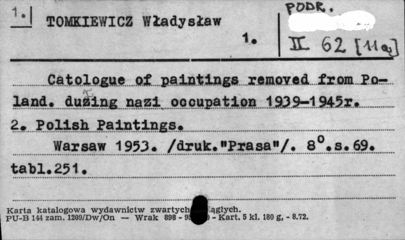 1.
PODR.
TOMKIEWICZ Władysław
1.
II 62 [11a]
Catologue of paintings removed from Po-
land. during nazi occupation 1939-1945r.
2. Polish Paintings.
Warsaw 1953. /druk."Prasa"/. 8°.s.69.
tabl.251.
Karta katalogowa wydawnictw zwartych
PU-B 144 zam. 1209/Dw/On — Wrak 898 - Kart. 5 kl. 180 g, - 8.72.